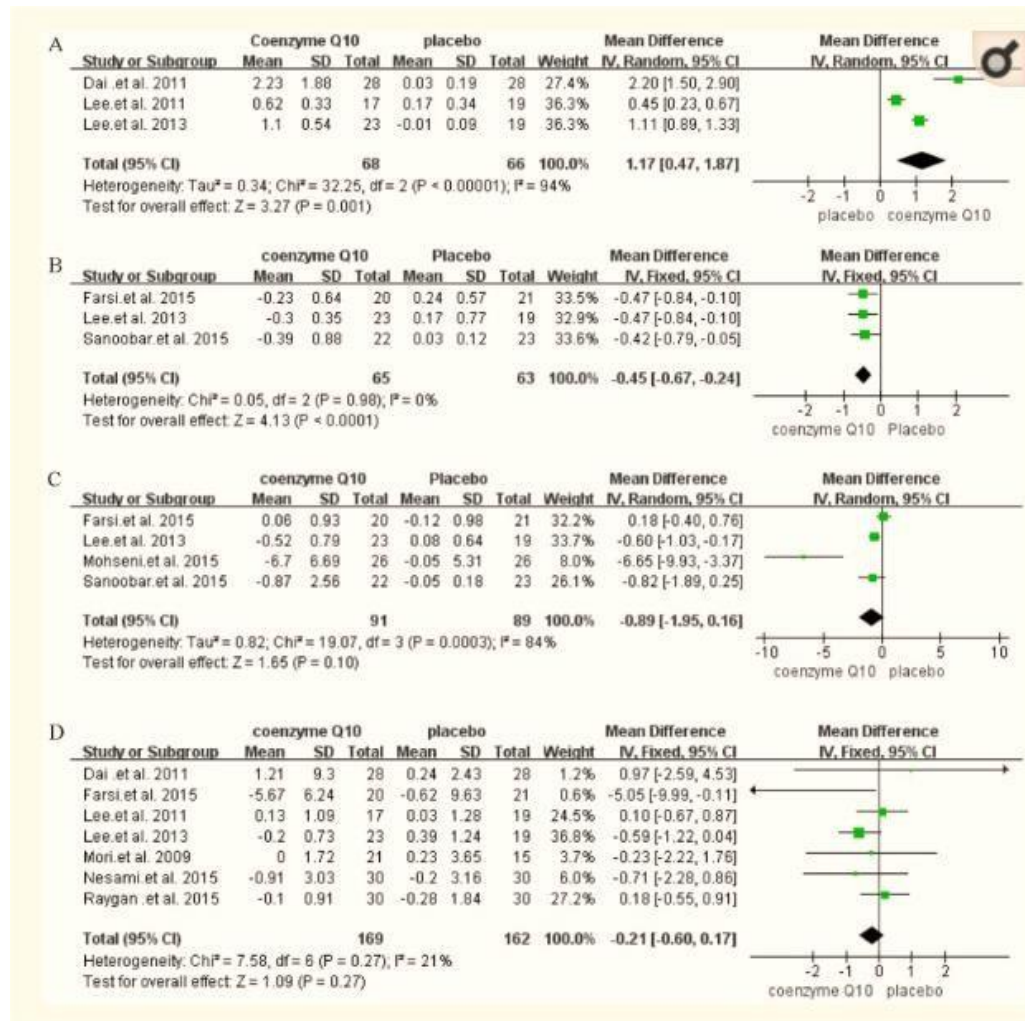 A
Coenzyme Q10 placebo Mean Difference Mean Difference
Study or Subgroup Mean SD Total Mean SD Total Weight IV, Random, 95% CI IV, Random, 95% CI
Dai .et al. 2011 2.23 1.88 28 0.03 0.19 28 27.4% 2.20 [1.50, 2.90]
Lee.et al. 2011 0.62 0.33 17 0.17 0.34 19 36.3% 0.45 [0.23, 0.67]
Lee.et al. 2013 1.1 0.54 23 -0.01 0.09 19 36.3% 1.11 [0.89, 1.33]
Total (95% CI) 68 66 100.0% 1.17 [0.47, 1.87]
Heterogeneity: Tau² = 0.34; Chi² = 32.25, df = 2 (P < 0.00001); I² = 94%
Test for overall effect: Z = 3.27 (P = 0.001)
-2 -1 0 1 2
placebo coenzyme Q10
B
coenzyme Q10 Placebo Mean Difference Mean Difference
Study or Subgroup Mean SD Total Mean SD Total Weight IV, Fixed, 95% CI IV, Fixed, 95% CI
Farsi.et al. 2015 -0.23 0.64 20 0.24 0.57 21 33.5% -0.47 [-0.84, -0.10]
Lee.et al. 2013 -0.3 0.35 23 0.17 0.77 19 32.9% -0.47 [-0.84, -0.10]
Sanoobar.et al. 2015 -0.39 0.88 22 0.03 0.12 23 33.6% -0.42 [-0.79, -0.05]
Total (95% CI) 65 63 100.0% -0.45 [-0.67, -0.24]
Heterogeneity: Chi² = 0.05, df = 2 (P = 0.98); I² = 0%
Test for overall effect: Z = 4.13 (P < 0.0001)
-2 -1 0 1 2
coenzyme Q10 Placebo
C
coenzyme Q10 Placebo Mean Difference Mean Difference
Study or Subgroup Mean SD Total Mean SD Total Weight IV, Random, 95% CI IV, Random, 95% CI
Farsi.et al. 2015 0.06 0.93 20 -0.12 0.98 21 32.2% 0.18 [-0.40, 0.76]
Lee.et al. 2013 -0.52 0.79 23 0.08 0.64 19 33.7% -0.60 [-1.03, -0.17]
Mohseni.et al. 2015 -6.7 6.69 26 -0.05 5.31 26 8.0% -6.65 [-9.93, -3.37]
Sanoobar.et al. 2015 -0.87 2.56 22 -0.05 0.18 23 26.1% -0.82 [-1.89, 0.25]
Total (95% CI) 91 89 100.0% -0.89 [-1.95, 0.16]
Heterogeneity: Tau² = 0.82; Chi² = 19.07, df = 3 (P = 0.0003); I² = 84%
Test for overall effect: Z = 1.65 (P = 0.10)
-10 -5 0 5 10
coenzyme Q10 placebo
D
coenzyme Q10 placebo Mean Difference Mean Difference
Study or Subgroup Mean SD Total Mean SD Total Weight IV, Fixed, 95% CI IV, Fixed, 95% CI
Dai .et al. 2011 1.21 9.3 28 0.24 2.43 28 1.2% 0.97 [-2.59, 4.53]
Farsi.et al. 2015 -5.67 6.24 20 -0.62 9.63 21 0.6% -5.05 [-9.99, -0.11]
Lee.et al. 2011 0.13 1.09 17 0.03 1.28 19 24.5% 0.10 [-0.67, 0.87]
Lee.et al. 2013 -0.2 0.73 23 0.39 1.24 19 36.8% -0.59 [-1.22, 0.04]
Mori.et al. 2009 0 1.72 21 0.23 3.65 15 3.7% -0.23 [-2.22, 1.76]
Nesami.et al. 2015 -0.91 3.03 30 -0.2 3.16 30 6.0% -0.71 [-2.28, 0.86]
Raygan .et al. 2015 -0.1 0.91 30 -0.28 1.84 30 27.2% 0.18 [-0.55, 0.91]
Total (95% CI) 169 162 100.0% -0.21 [-0.60, 0.17]
Heterogeneity: Chi² = 7.58, df = 6 (P = 0.27); I² = 21%
Test for overall effect: Z = 1.09 (P = 0.27)
-2 -1 0 1 2
coenzyme Q10 placebo